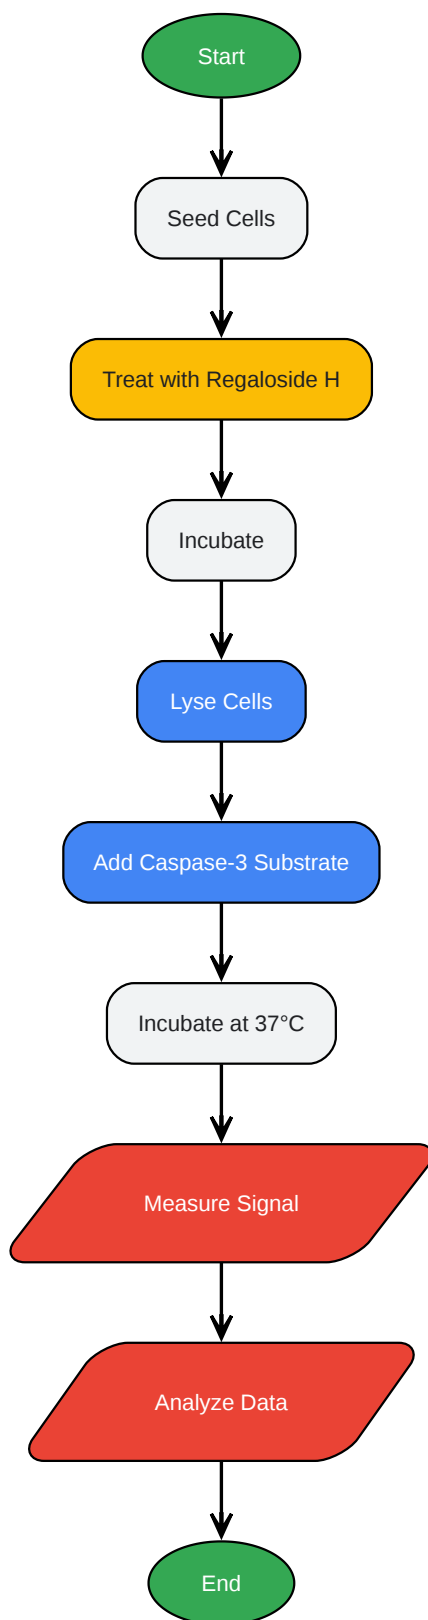 Start
Seed Cells
Treat with Regaloside H
Incubate
Lyse Cells
Add Caspase-3 Substrate
Incubate at 37°C
Measure Signal
Analyze Data
End